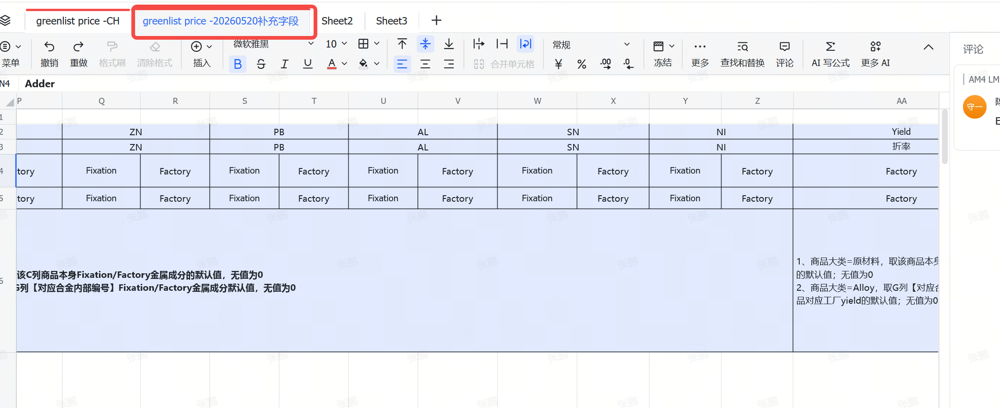 greenlist price -CH greenlist price -20260520补充字段 Sheet2 Sheet3
微软雅黑 10 常规
菜单 撤销 重做 格式刷 清除格式 插入 合并单元格 冻结 更多 查找和替换 评论 AI 写公式 更多 AI
评论
N4 Adder
AM4 LM
守一
P Q R S T U V W X Y Z AA
1
2 ZN PB AL SN NI Yield
3 ZN PB AL SN NI 折率
4 tory Fixation Factory Fixation Factory Fixation Factory Fixation Factory Fixation Factory Factory
5 tory Fixation Factory Fixation Factory Fixation Factory Fixation Factory Fixation Factory Factory
6
该C列商品本身Fixation/Factory金属成分的默认值，无值为0
G列【对应合金内部编号】Fixation/Factory金属成分默认值，无值为0
1、商品大类=原材料，取该商品本身
的默认值；无值为0
2、商品大类=Alloy，取G列【对应合
品对应工厂yield的默认值；无值为0
张鹏